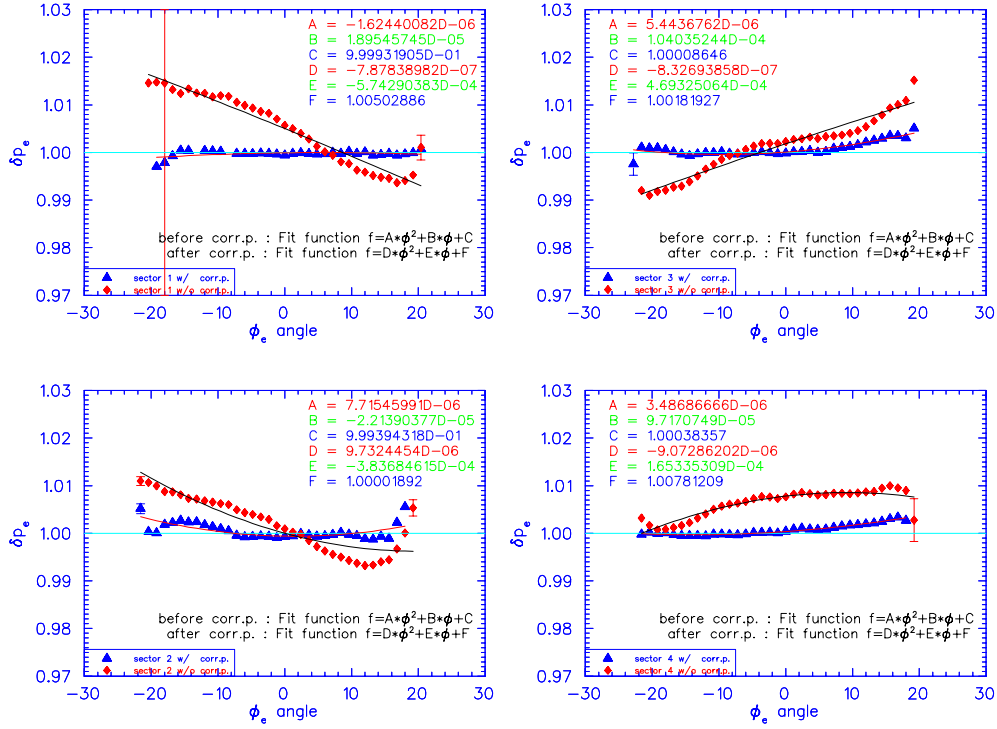 1.03
1.02
1.01
1.00
0.99
0.98
0.97
δpₑ
A = −1.62440082D−06
B = 1.89545745D−05
C = 9.99931905D−01
D = −7.87838982D−07
E = −5.74290383D−04
F = 1.00502886
before corr.p. : Fit function f=A*ϕ²+B*ϕ+C
after corr.p. : Fit function f=D*ϕ²+E*ϕ+F
sector 1 w/ corr.p.
sector 1 w/o corr.p.
−30 −20 −10 0 10 20 30
ϕₑ angle
1.03
1.02
1.01
1.00
0.99
0.98
0.97
δpₑ
A = 5.4436762D−06
B = 1.04035244D−04
C = 1.00008646
D = −8.32693858D−07
E = 4.69325064D−04
F = 1.00181927
before corr.p. : Fit function f=A*ϕ²+B*ϕ+C
after corr.p. : Fit function f=D*ϕ²+E*ϕ+F
sector 3 w/ corr.p.
sector 3 w/o corr.p.
−30 −20 −10 0 10 20 30
ϕₑ angle
1.03
1.02
1.01
1.00
0.99
0.98
0.97
δpₑ
A = 7.71545991D−06
B = −2.21390377D−05
C = 9.99394318D−01
D = 9.7324454D−06
E = −3.83684615D−04
F = 1.00001892
before corr.p. : Fit function f=A*ϕ²+B*ϕ+C
after corr.p. : Fit function f=D*ϕ²+E*ϕ+F
sector 2 w/ corr.p.
sector 2 w/o corr.p.
−30 −20 −10 0 10 20 30
ϕₑ angle
1.03
1.02
1.01
1.00
0.99
0.98
0.97
δpₑ
A = 3.48686666D−06
B = 9.7170749D−05
C = 1.00038357
D = −9.07286202D−06
E = 1.65335309D−04
F = 1.00781209
before corr.p. : Fit function f=A*ϕ²+B*ϕ+C
after corr.p. : Fit function f=D*ϕ²+E*ϕ+F
sector 4 w/ corr.p.
sector 4 w/o corr.p.
−30 −20 −10 0 10 20 30
ϕₑ angle